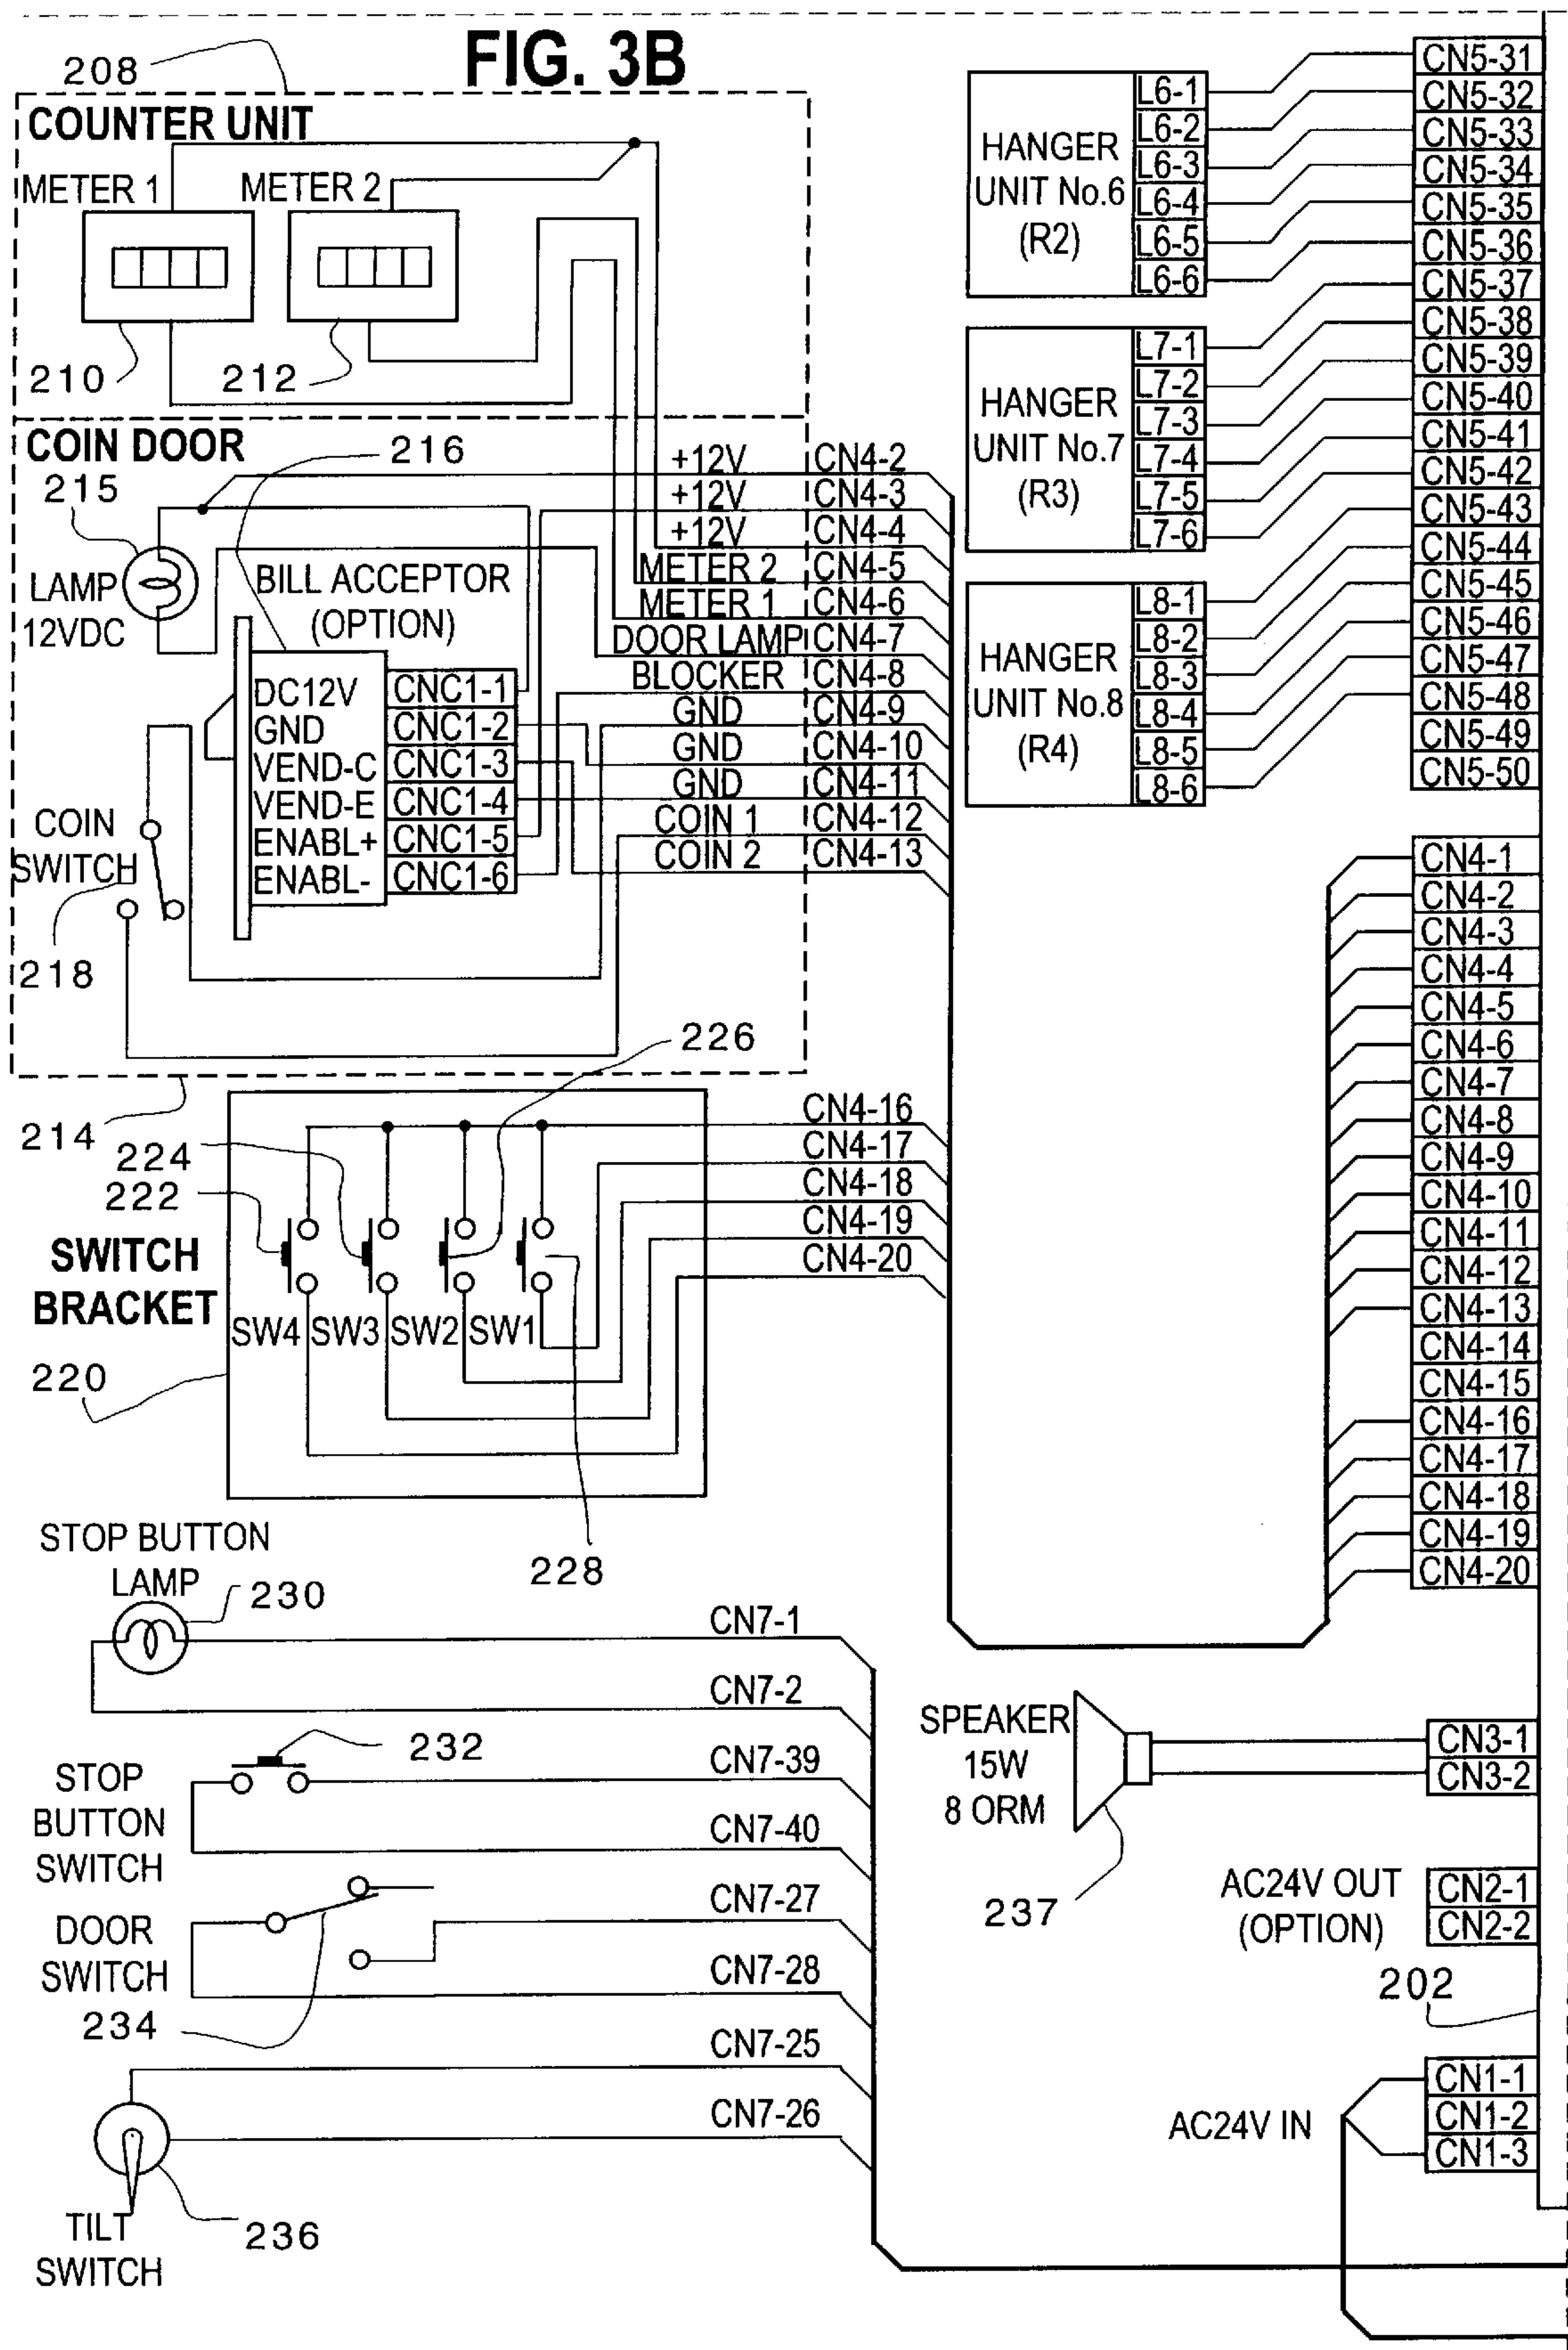 FIG. 3B
208
COUNTER UNIT
METER 1
METER 2
210
212
COIN DOOR
216
215
LAMP
12VDC
BILL ACCEPTOR
(OPTION)
DC12V CNC1-1
GND CNC1-2
VEND-C CNC1-3
VEND-E CNC1-4
ENABL+ CNC1-5
ENABL- CNC1-6
COIN
SWITCH
218
214
+12V CN4-2
+12V CN4-3
+12V CN4-4
METER 2 CN4-5
METER 1 CN4-6
DOOR LAMP CN4-7
BLOCKER CN4-8
GND CN4-9
GND CN4-10
GND CN4-11
COIN 1 CN4-12
COIN 2 CN4-13
226
224
222
SWITCH
BRACKET
220
SW4 SW3 SW2 SW1
228
CN4-16
CN4-17
CN4-18
CN4-19
CN4-20
STOP BUTTON
LAMP
230
CN7-1
CN7-2
STOP
BUTTON
SWITCH
232
CN7-39
CN7-40
DOOR
SWITCH
234
CN7-27
CN7-28
CN7-25
CN7-26
TILT
SWITCH
236
HANGER
UNIT No.6
(R2)
L6-1
L6-2
L6-3
L6-4
L6-5
L6-6
HANGER
UNIT No.7
(R3)
L7-1
L7-2
L7-3
L7-4
L7-5
L7-6
HANGER
UNIT No.8
(R4)
L8-1
L8-2
L8-3
L8-4
L8-5
L8-6
CN5-31
CN5-32
CN5-33
CN5-34
CN5-35
CN5-36
CN5-37
CN5-38
CN5-39
CN5-40
CN5-41
CN5-42
CN5-43
CN5-44
CN5-45
CN5-46
CN5-47
CN5-48
CN5-49
CN5-50
CN4-1
CN4-2
CN4-3
CN4-4
CN4-5
CN4-6
CN4-7
CN4-8
CN4-9
CN4-10
CN4-11
CN4-12
CN4-13
CN4-14
CN4-15
CN4-16
CN4-17
CN4-18
CN4-19
CN4-20
SPEAKER
15W
8 ORM
237
CN3-1
CN3-2
AC24V OUT
(OPTION)
CN2-1
CN2-2
202
AC24V IN
CN1-1
CN1-2
CN1-3